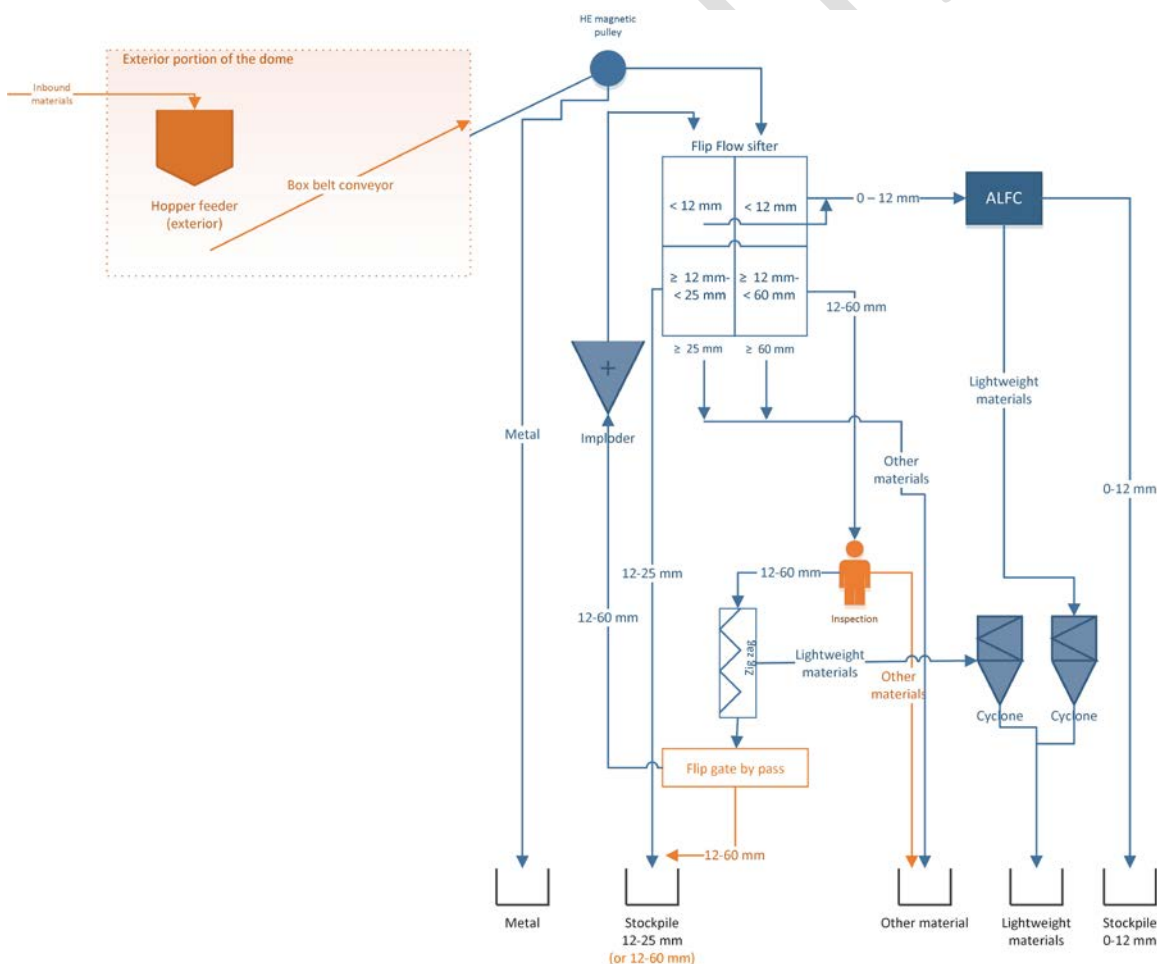 HE magnetic
pulley
Exterior portion of the dome
Inbound
materials
Box belt conveyor
Hopper feeder
(exterior)
Flip Flow sifter
< 12 mm
< 12 mm
0 – 12 mm
ALFC
≥ 12 mm-
< 25 mm
≥ 12 mm-
< 60 mm
12-60 mm
≥ 25 mm
≥ 60 mm
+
Imploder
Metal
Lightweight
materials
Other
materials
0-12 mm
12-25 mm
12-60 mm
12-60 mm
Inspection
Zig zag
Lightweight
materials
Other
materials
Cyclone
Cyclone
Flip gate by pass
12-60 mm
Metal
Stockpile
12-25 mm
(or 12-60 mm)
Other material
Lightweight
materials
Stockpile
0-12 mm